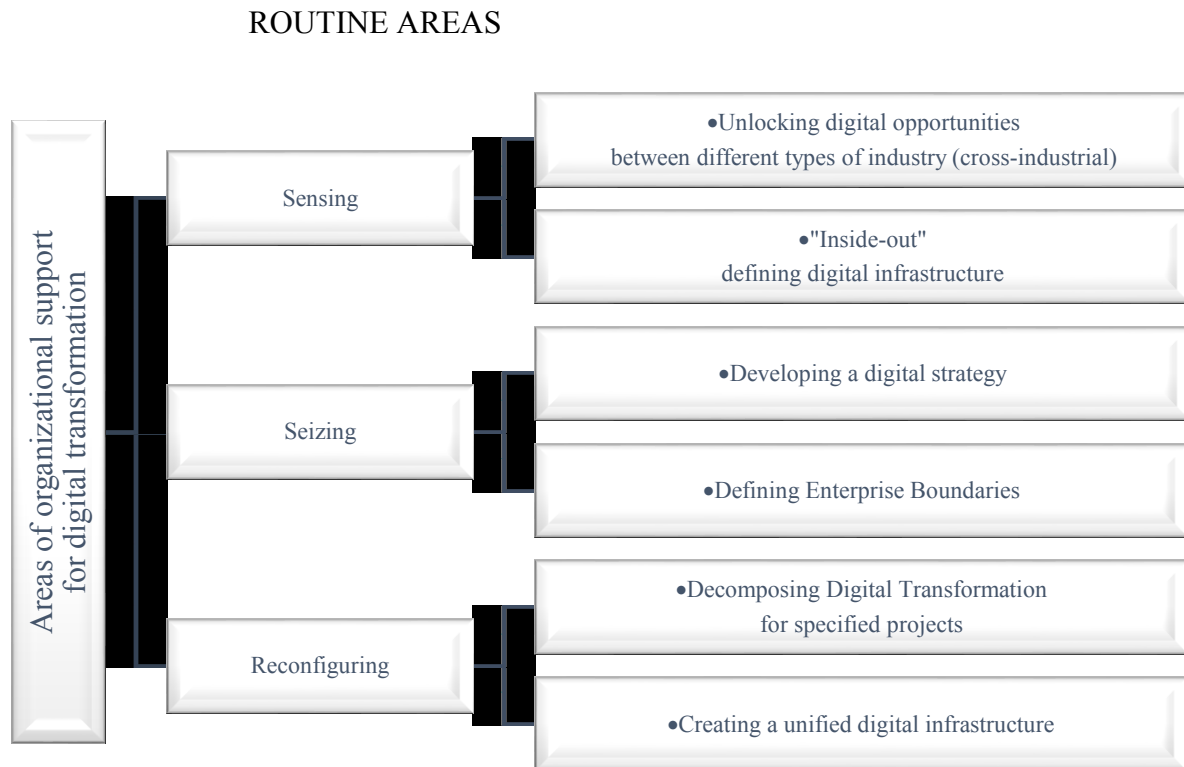 ROUTINE AREAS
Areas of organizational support
for digital transformation
Sensing
•Unlocking digital opportunities
between different types of industry (cross-industrial)
•"Inside-out"
defining digital infrastructure
Seizing
•Developing a digital strategy
•Defining Enterprise Boundaries
Reconfiguring
•Decomposing Digital Transformation
for specified projects
•Creating a unified digital infrastructure